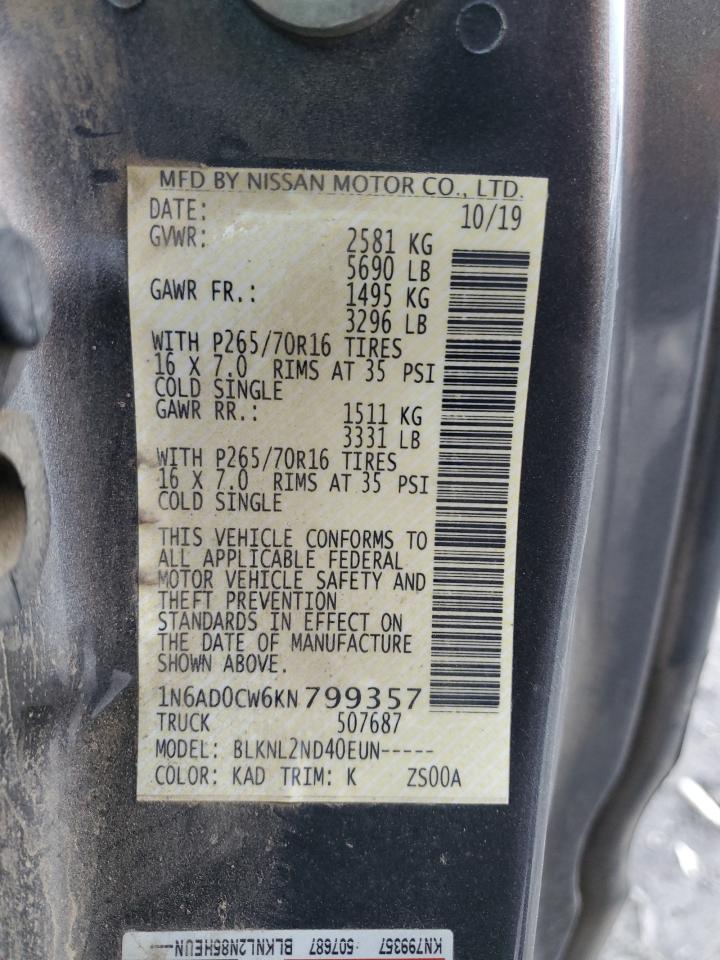 MFD BY NISSAN MOTOR CO., LTD.
DATE: 10/19
GVWR: 2581 KG
5690 LB
GAWR FR.: 1495 KG
3296 LB
WITH P265/70R16 TIRES
16 X 7.0 RIMS AT 35 PSI
COLD SINGLE
GAWR RR.: 1511 KG
3331 LB
WITH P265/70R16 TIRES
16 X 7.0 RIMS AT 35 PSI
COLD SINGLE
THIS VEHICLE CONFORMS TO
ALL APPLICABLE FEDERAL
MOTOR VEHICLE SAFETY AND
THEFT PREVENTION
STANDARDS IN EFFECT ON
THE DATE OF MANUFACTURE
SHOWN ABOVE.
1N6AD0CW6KN799357
TRUCK 507687
MODEL: BLKNL2ND40EUN-----
COLOR: KAD TRIM: K ZS00A
KN799357 507687 BLKNL2N85HEUN-